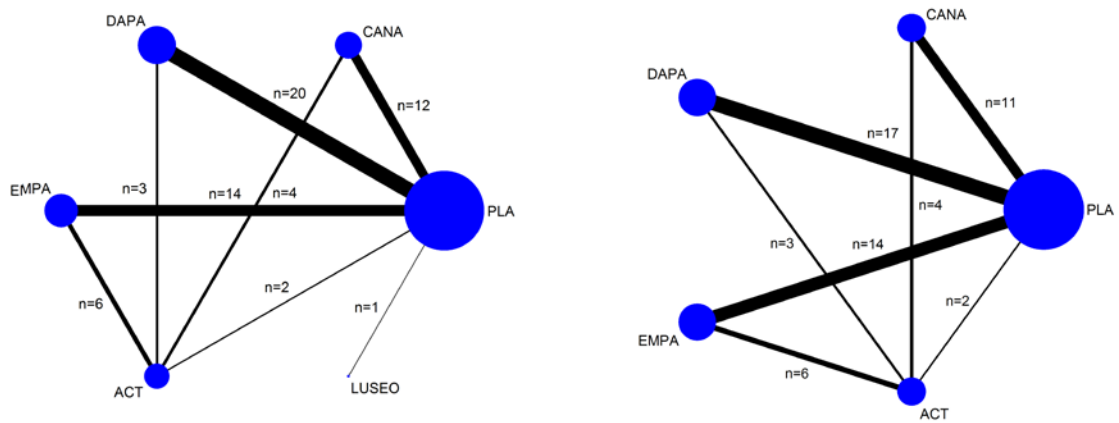 DAPA
CANA
n=20
n=12
EMPA
n=3
n=14
n=4
PLA
n=6
n=2
n=1
ACT
LUSEO
CANA
DAPA
n=11
n=17
n=4
PLA
n=3
n=14
n=2
EMPA
n=6
ACT